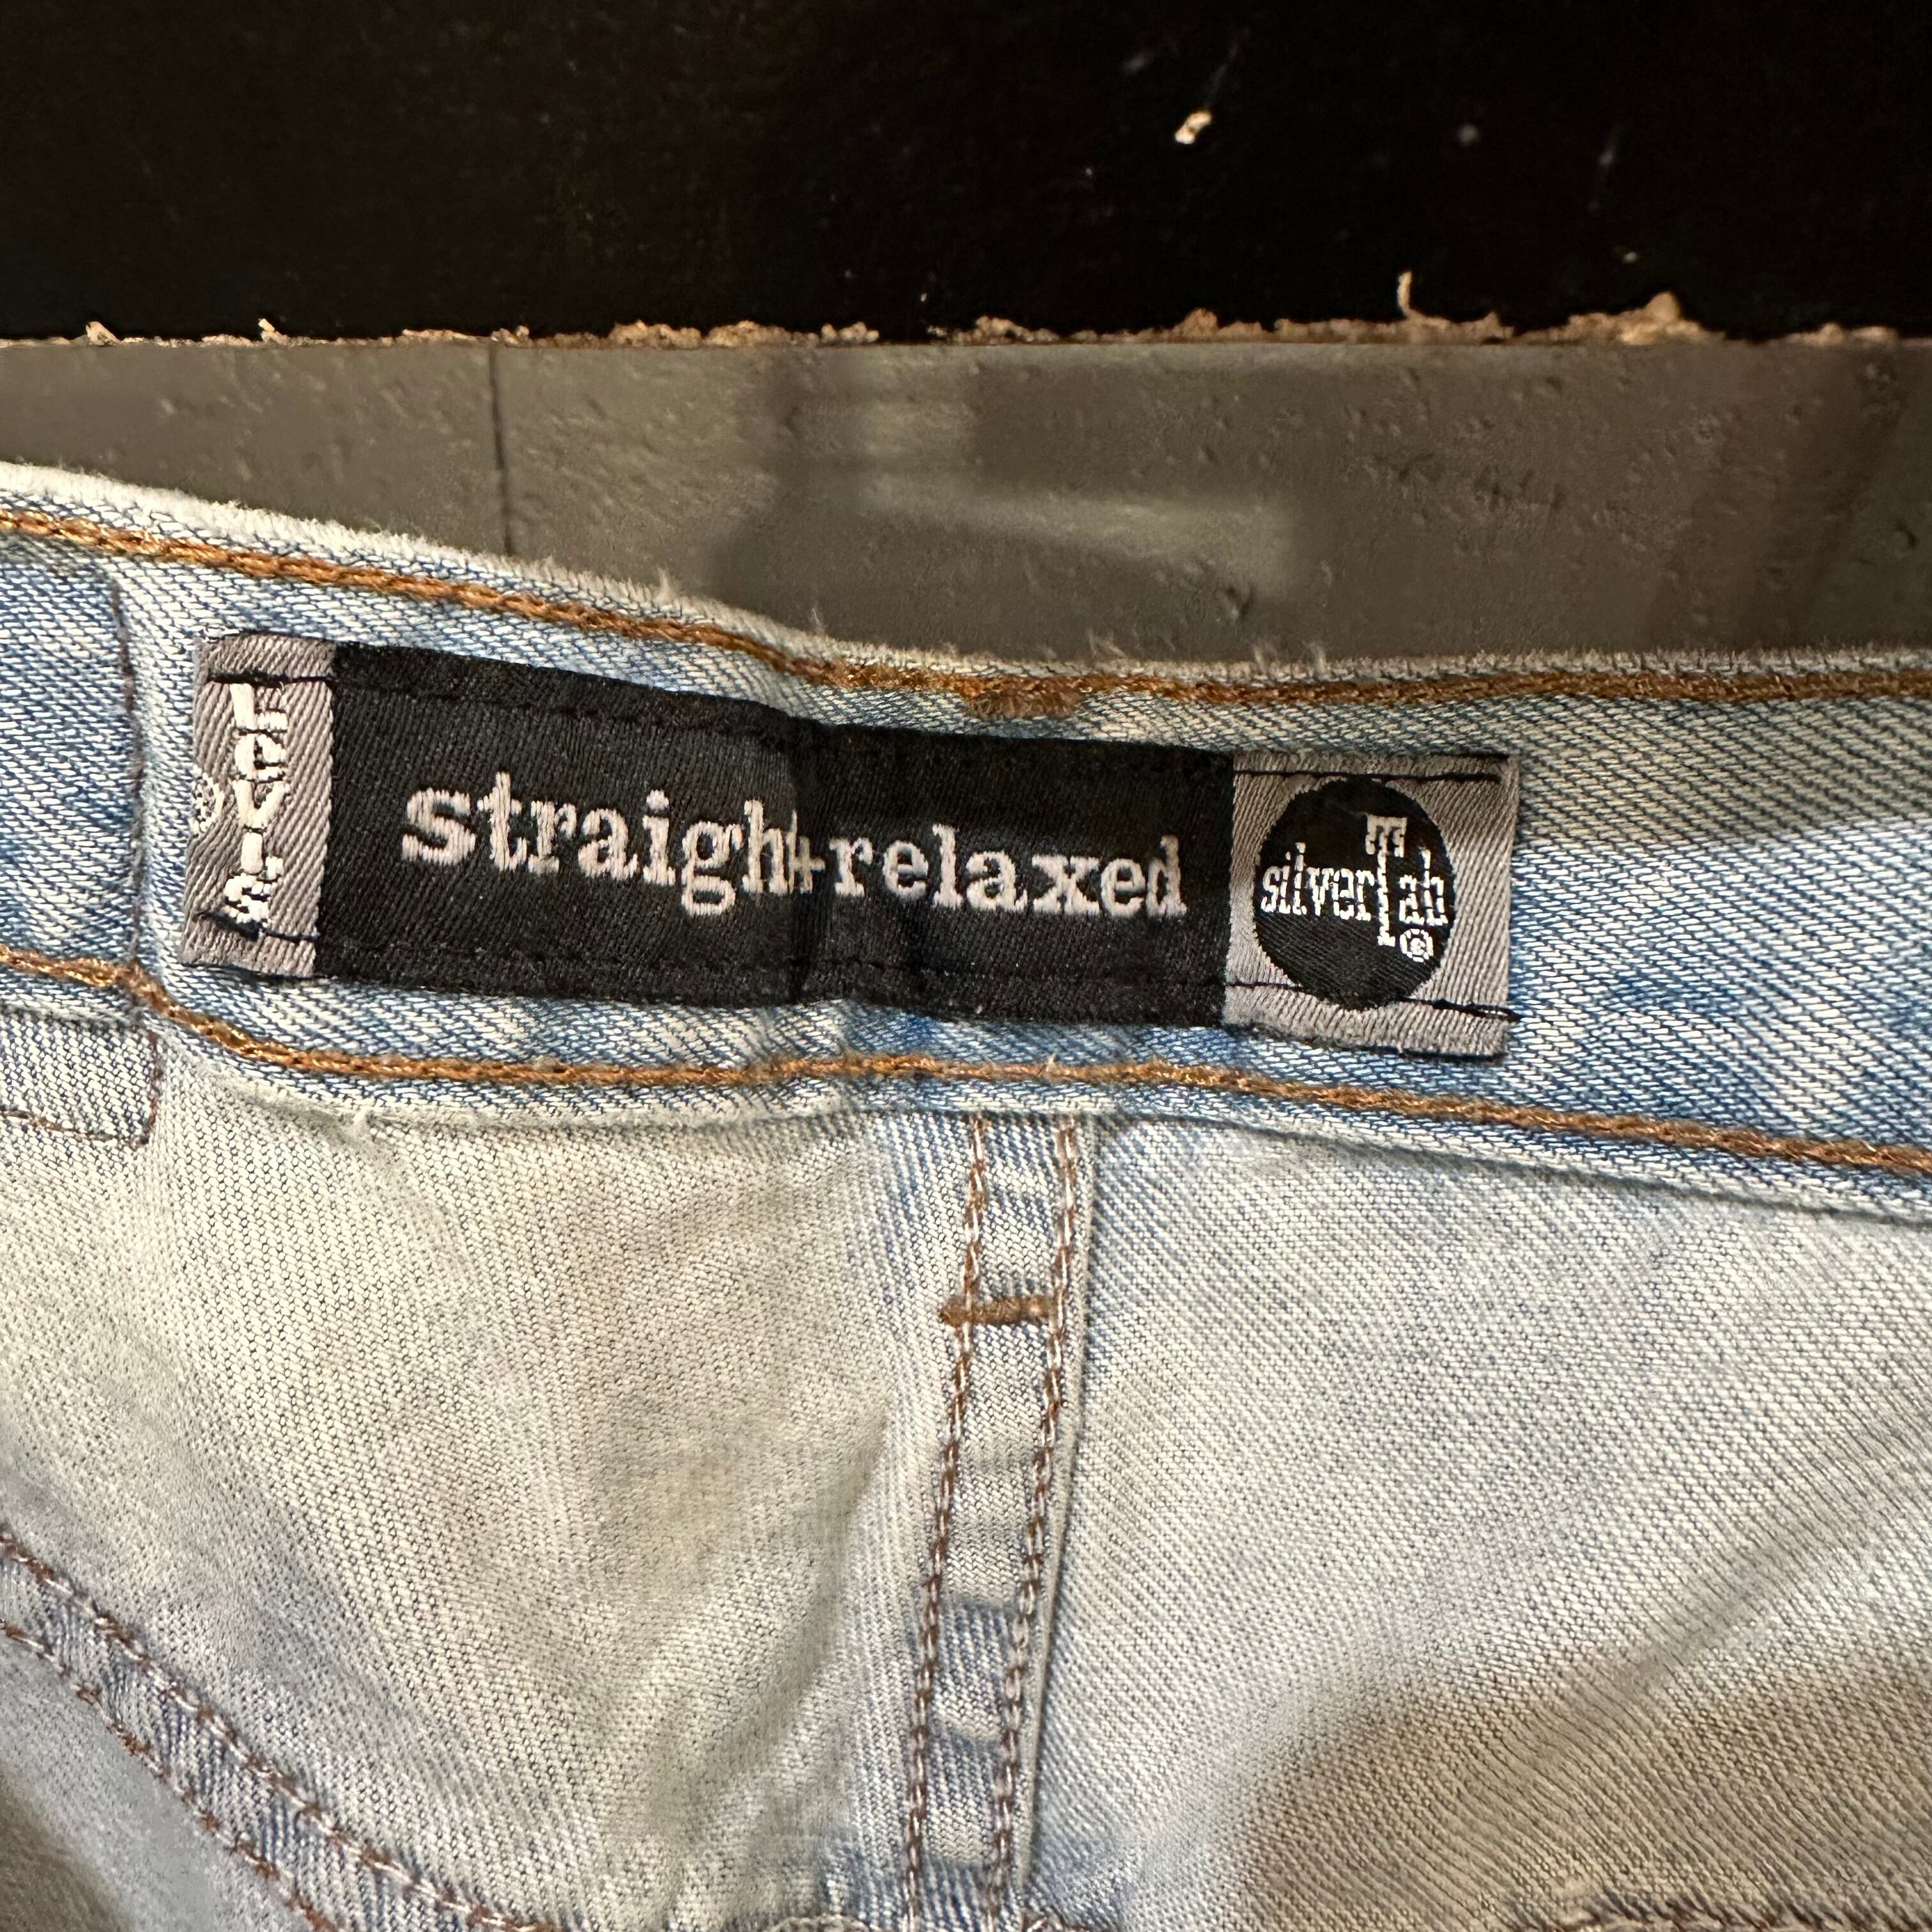 Levi's ®
straight+relaxed
silverTab ®